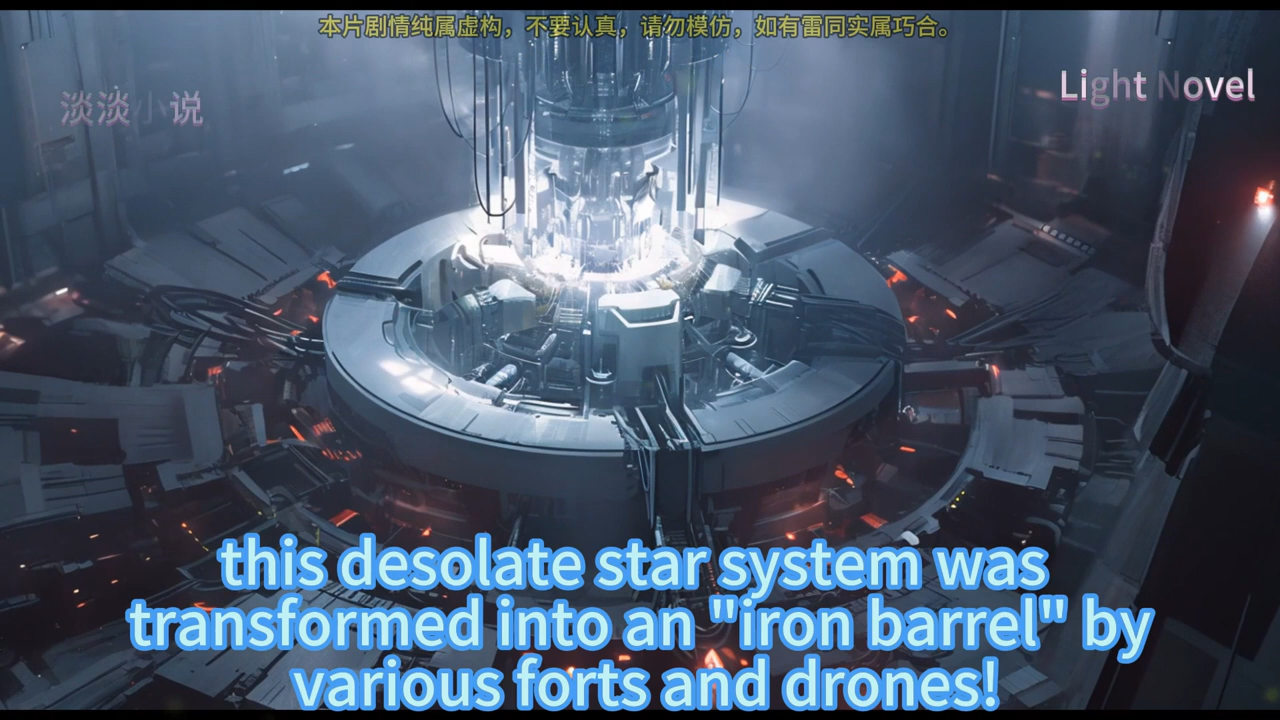 本片剧情纯属虚构，不要认真，请勿模仿，如有雷同实属巧合。
Light Novel
淡淡小说
this desolate star system was
transformed into an "iron barrel" by
various forts and drones!